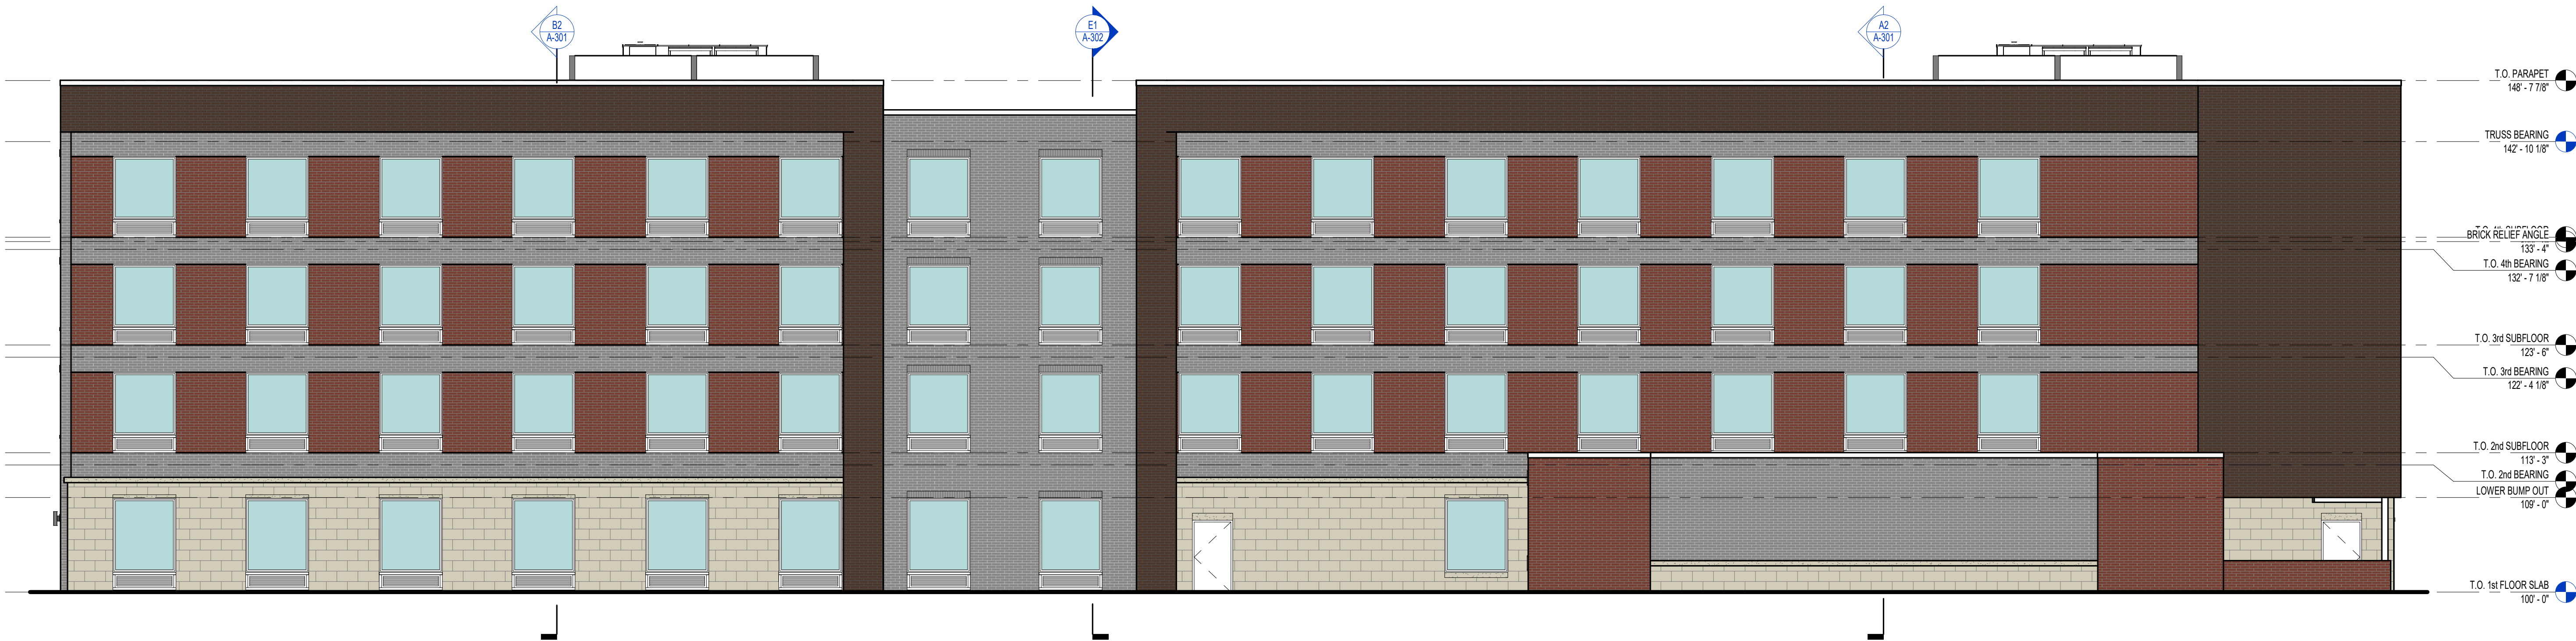 B2
A-301
E1
A-302
A2
A-301
T.O. PARAPET
148' - 7 7/8"
TRUSS BEARING
142' - 10 1/8"
T.O. 4th SUBFLOOR
BRICK RELIEF ANGLE
133' - 4"
T.O. 4th BEARING
132' - 7 1/8"
T.O. 3rd SUBFLOOR
123' - 6"
T.O. 3rd BEARING
122' - 4 1/8"
T.O. 2nd SUBFLOOR
113' - 3"
T.O. 2nd BEARING
LOWER BUMP OUT
109' - 0"
T.O. 1st FLOOR SLAB
100' - 0"